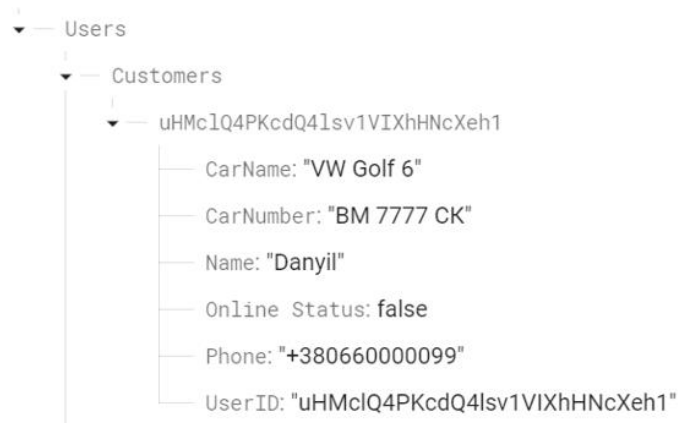 Users
Customers
uHMclQ4PKcdQ4lsv1VIXhHNcXeh1
CarName: "VW Golf 6"
CarNumber: "BM 7777 CK"
Name: "Danyil"
Online Status: false
Phone: "+380660000099"
UserID: "uHMclQ4PKcdQ4lsv1VIXhHNcXeh1"